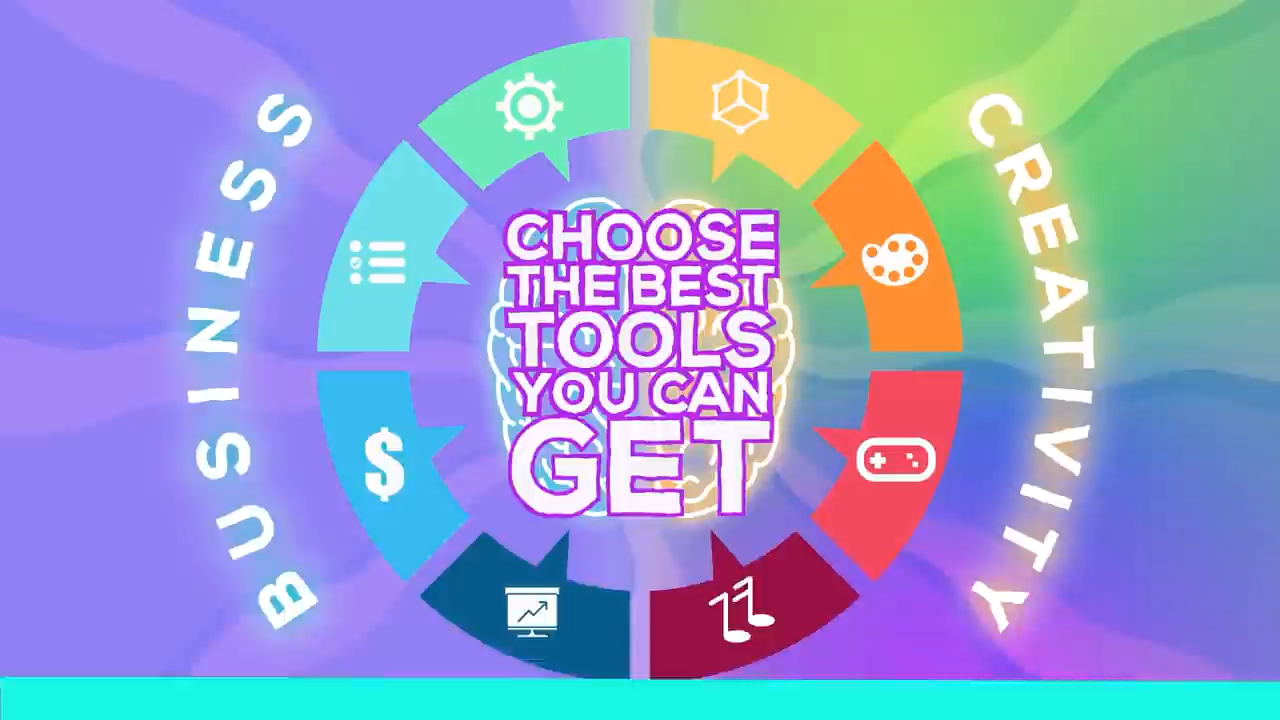 BUSINESS
CHOOSE
THE BEST
TOOLS
YOU CAN
GET
CREATIVITY
$